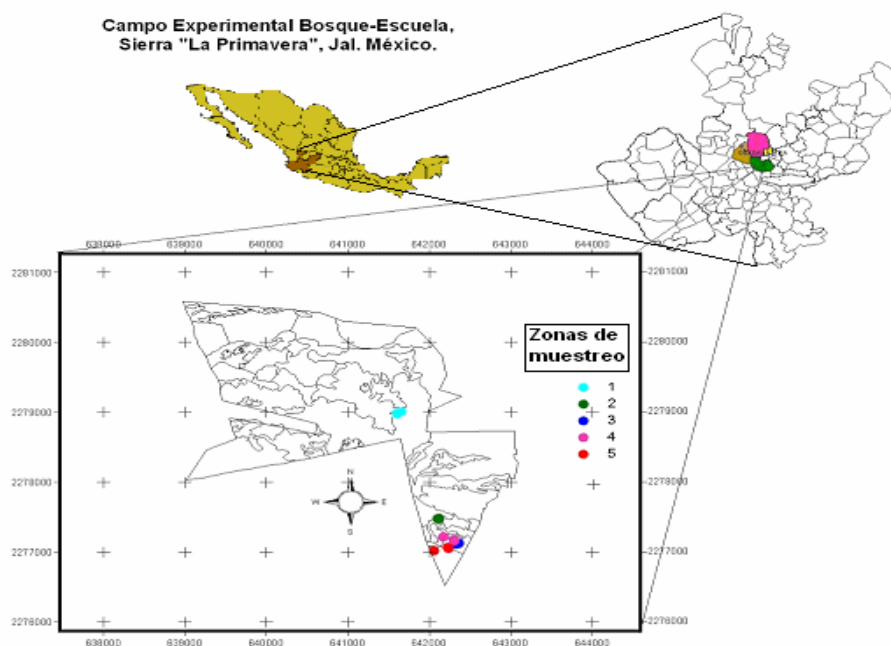 Campo Experimental Bosque-Escuela,
Sierra "La Primavera", Jal. México.
638000 639000 640000 641000 642000 643000 644000
2281000 2281000
2280000 2280000
Zonas de
muestreo
1
2
3
4
5
2279000 2279000
2278000 2278000
N
W E
S
2277000 2277000
2276000 2276000
638000 639000 640000 641000 642000 643000 644000